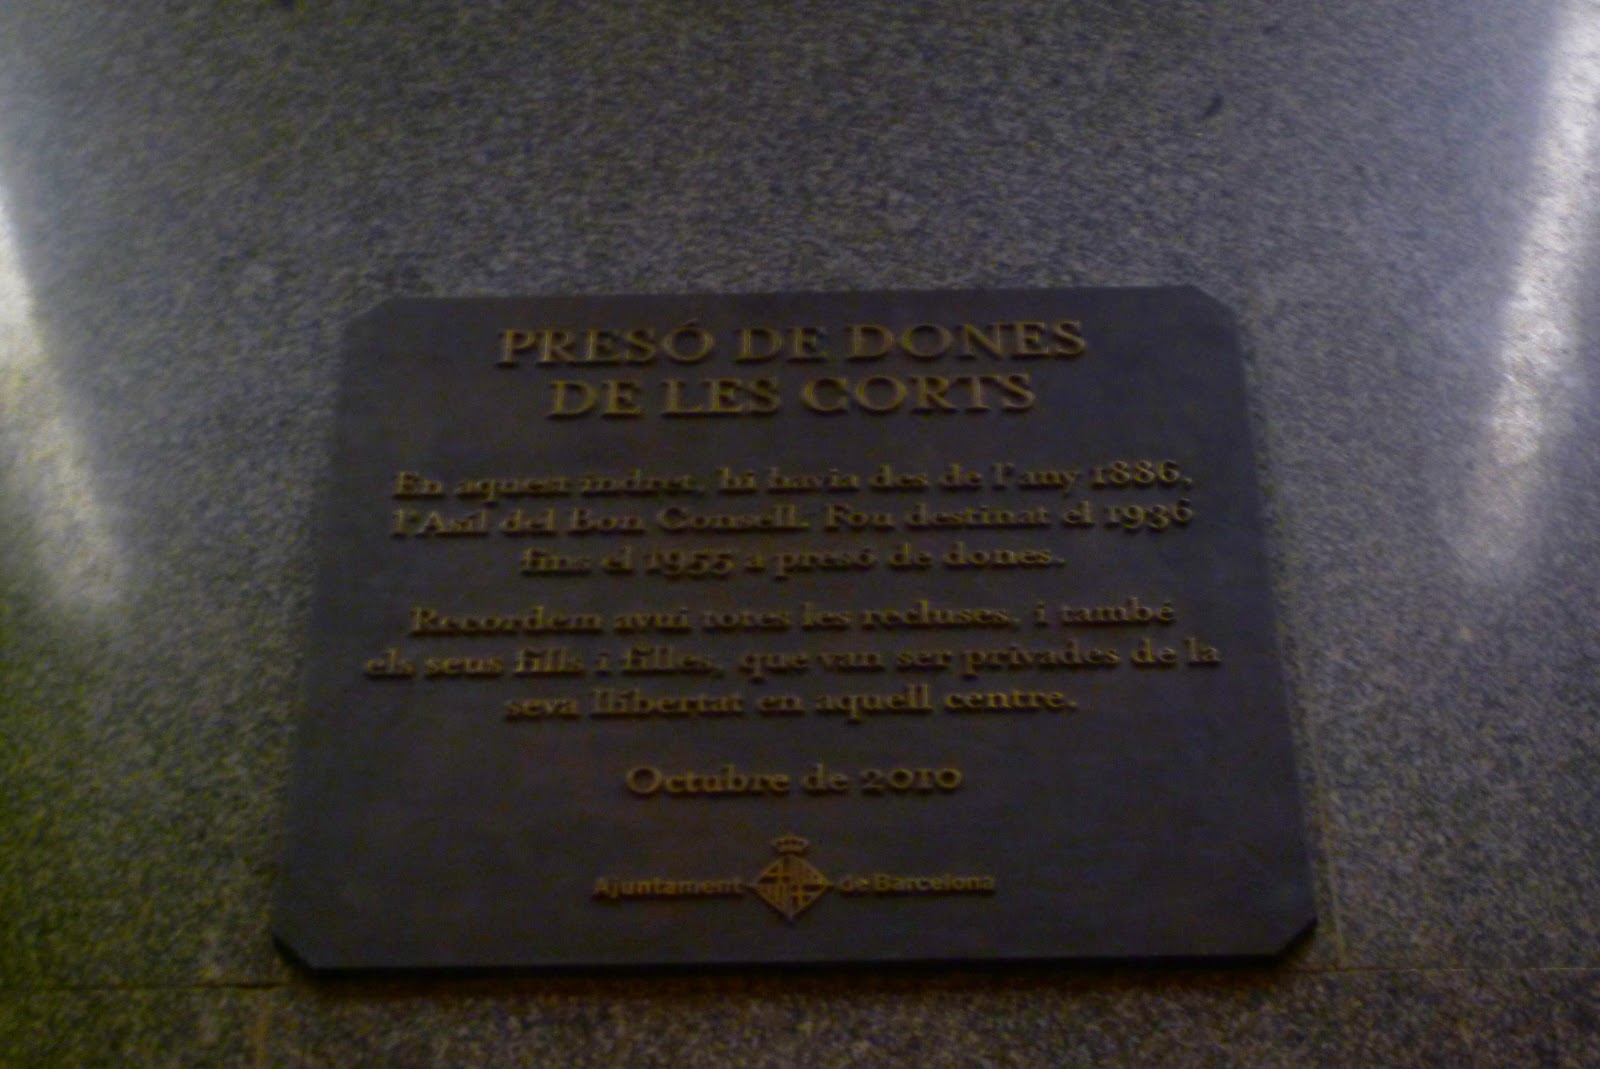 PRESÓ DE DONES
DE LES CORTS
En aquest indret, hi havia des de l'any 1886,
l'Asil del Bon Consell. Fou destinat el 1936
fins el 1955 a presó de dones.
Recordem avui totes les recluses, i també
els seus fills i filles, que van ser privades de la
seva llibertat en aquell centre.
Octubre de 2010
Ajuntament de Barcelona